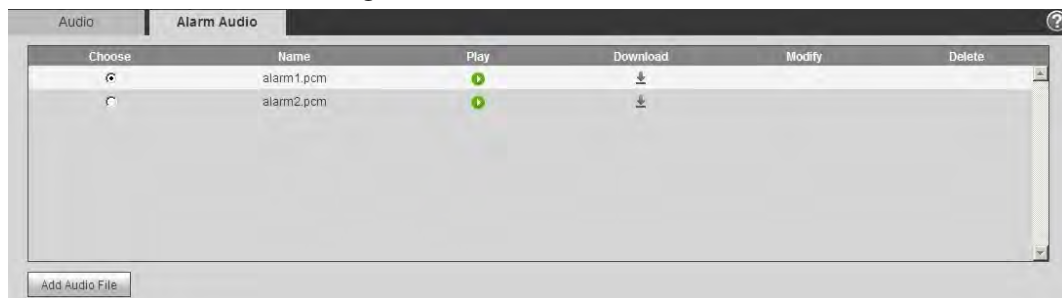 Audio Alarm Audio ?
Choose Name Play Download Modify Delete
alarm1.pcm
alarm2.pcm
Add Audio File